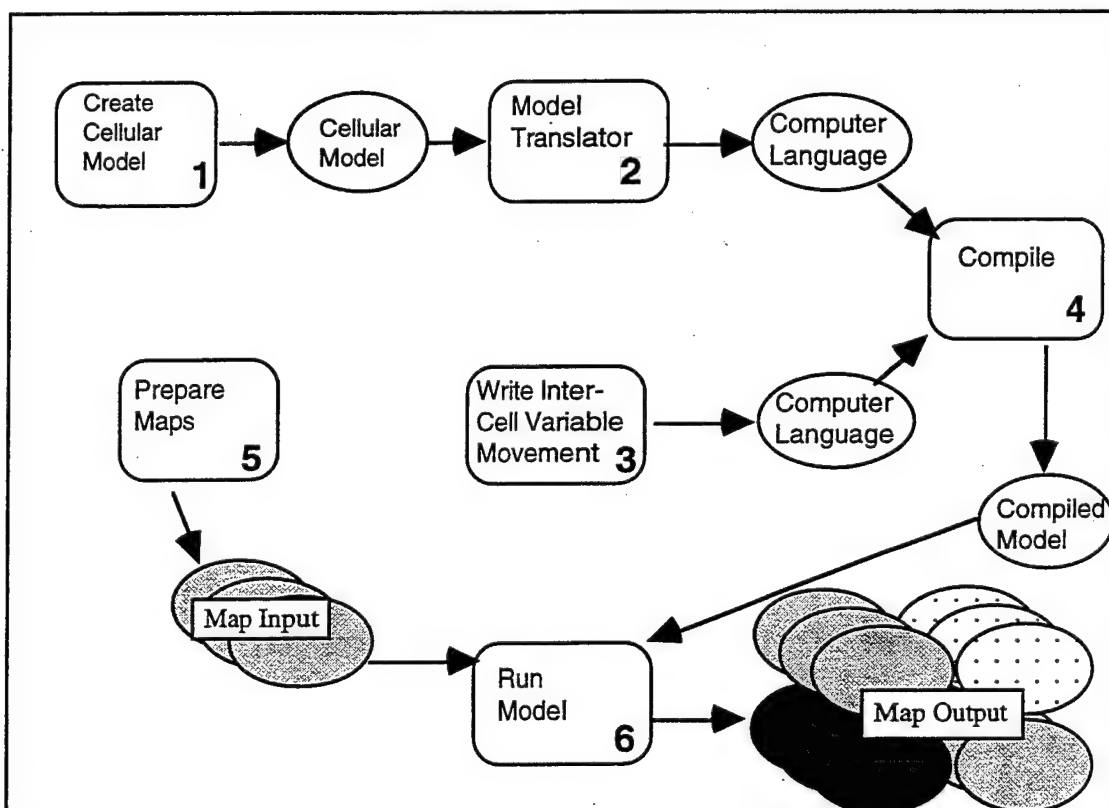 Create
Cellular
Model
1
Cellular
Model
Model
Translator
2
Computer
Language
Compile
4
Prepare
Maps
5
Write Inter-
Cell Variable
Movement
3
Computer
Language
Compiled
Model
Map Input
Run
Model
6
Map Output